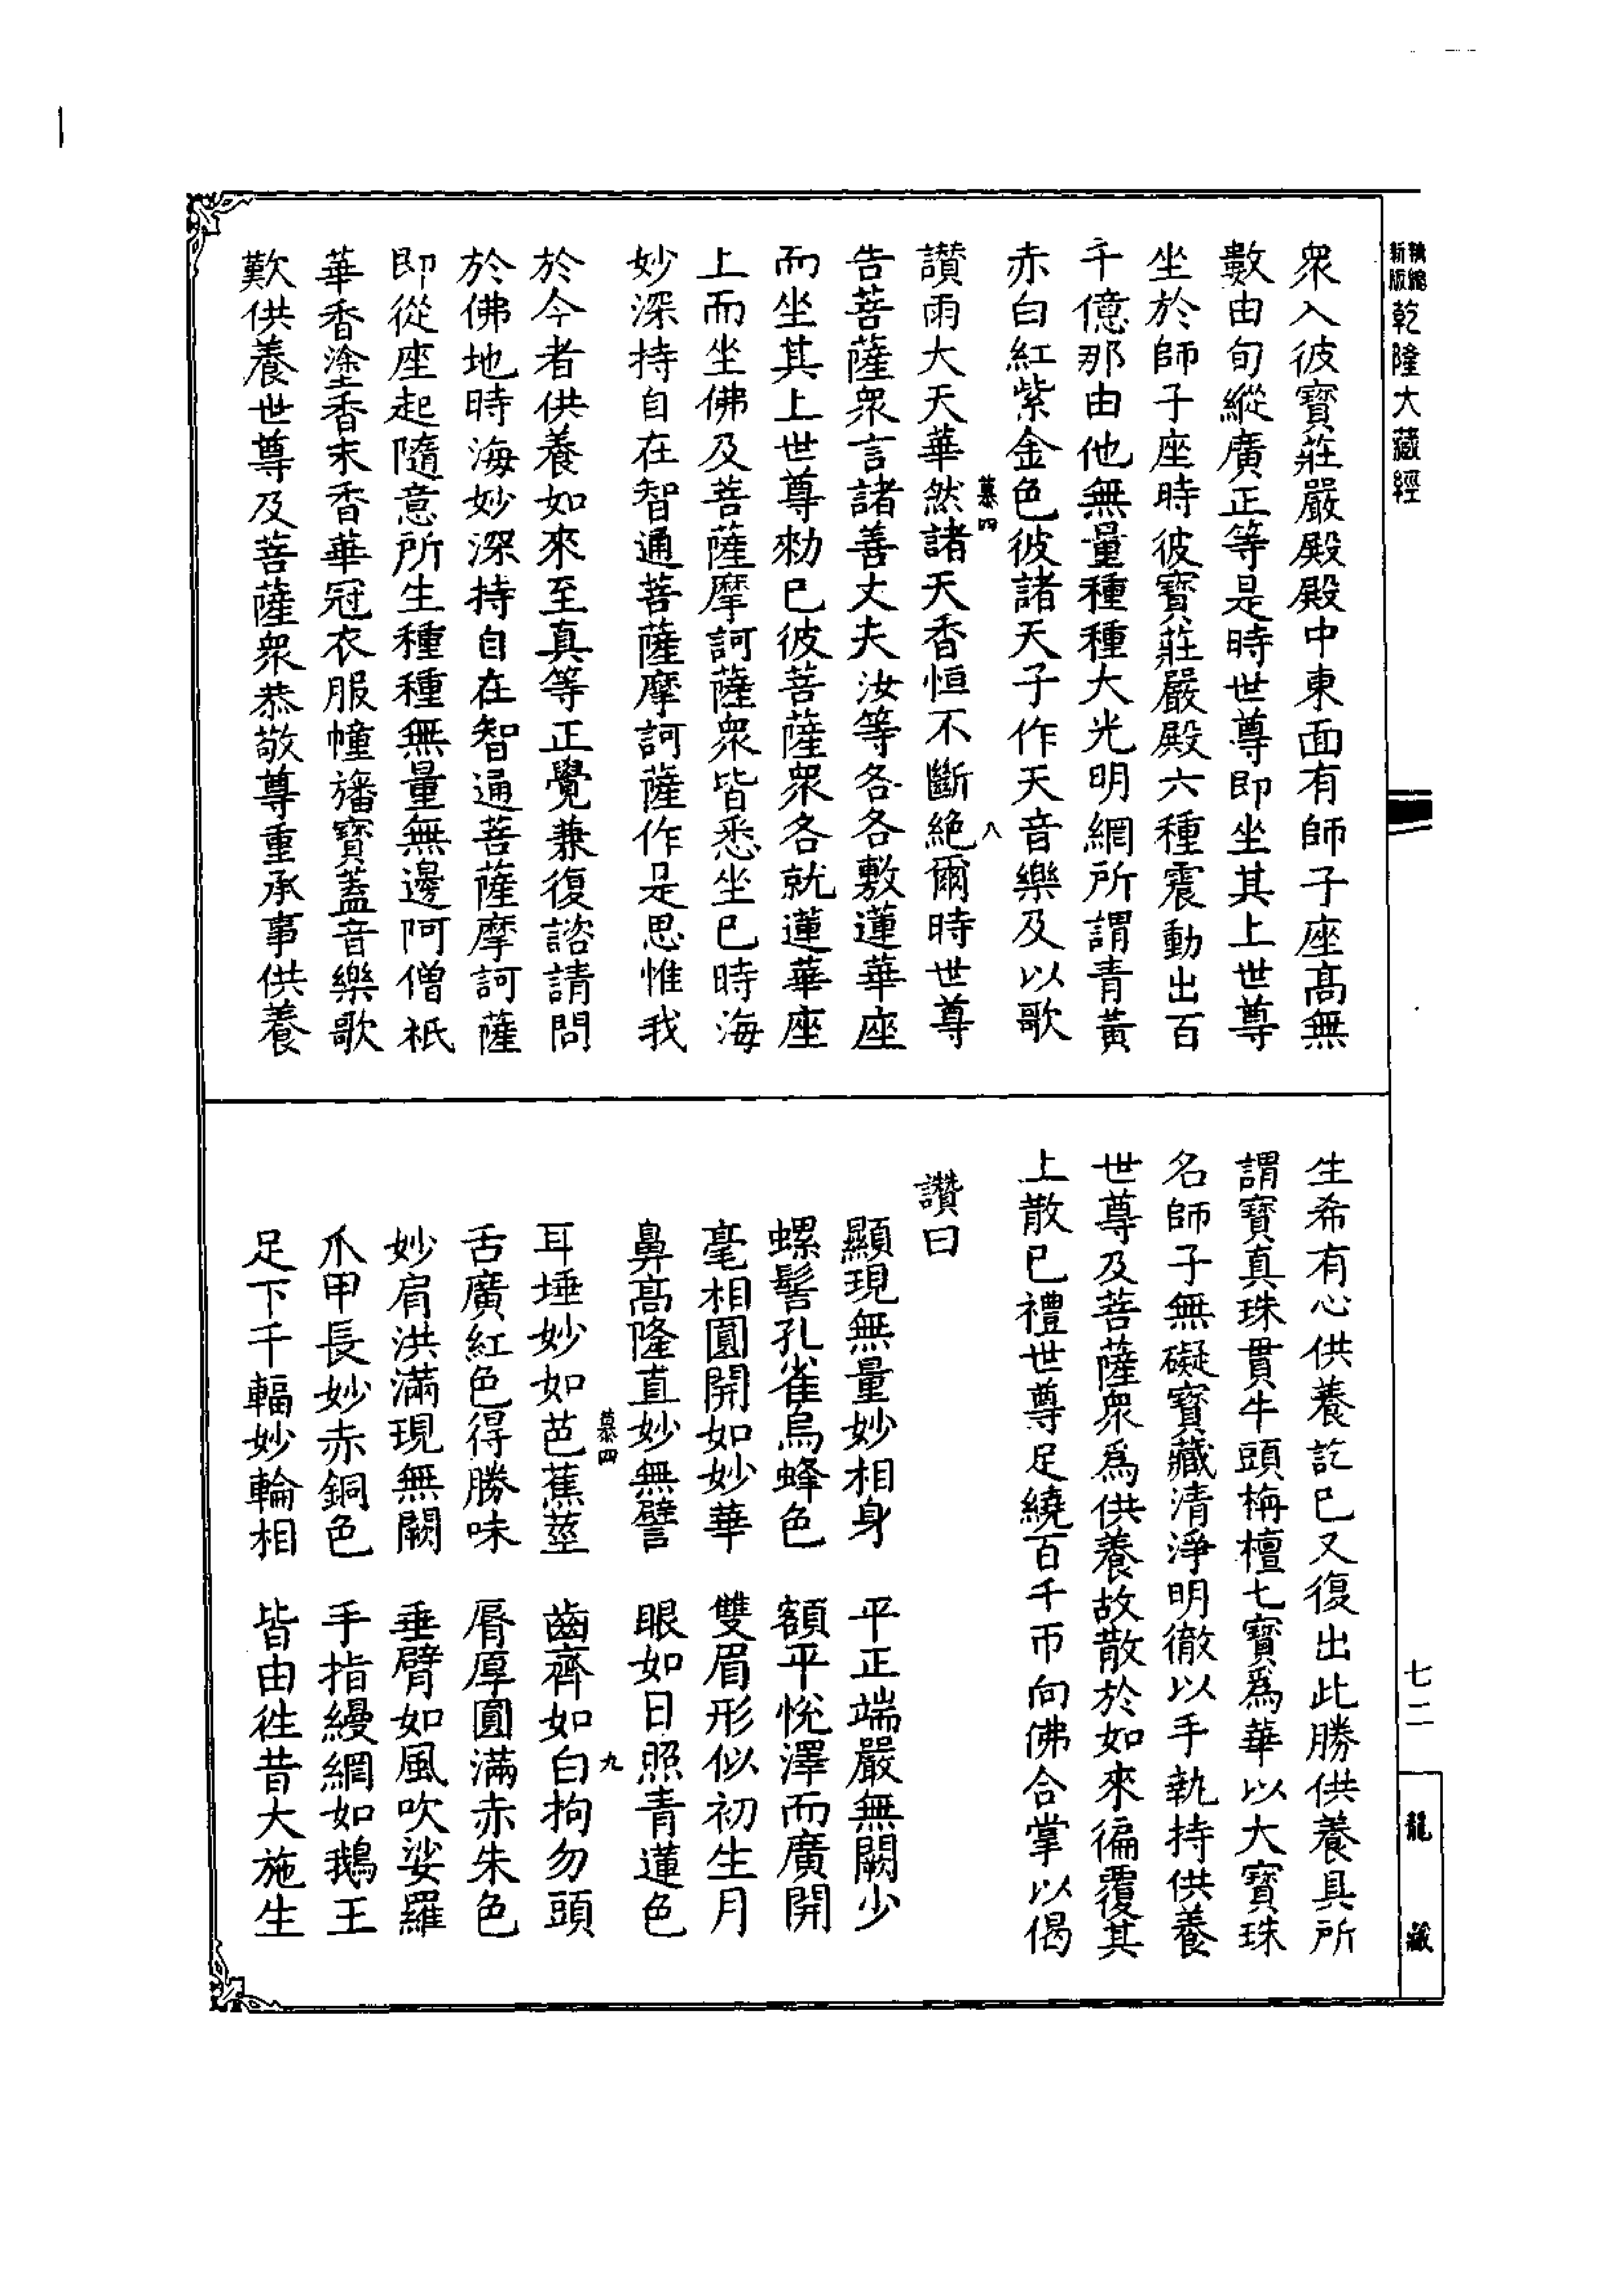 精縮
新版
乾隆大藏經
衆入彼寶莊嚴殿殿中東面有師子座高無
數由旬縱廣正等是時世尊即坐其上世尊
坐於師子座時彼寶莊嚴殿六種震動出百
千億那由他無量種種大光明網所謂青黃
赤白紅紫金色彼諸天子作天音樂及以歌
慕四
八
讚雨大天華然諸天香恒不斷絕爾時世尊
告菩薩衆言諸善丈夫汝等各各敷蓮華座
而坐其上世尊勑已彼菩薩衆各就蓮華座
上而坐佛及菩薩摩訶薩衆皆悉坐已時海
妙深持自在智通菩薩摩訶薩作是思惟我
於今者供養如來至真等正覺兼復諮請問
於佛地時海妙深持自在智通菩薩摩訶薩
即從座起隨意所生種種無量無邊阿僧祇
華香塗香末香華冠衣服幢旛寶蓋音樂歌
歎供養世尊及菩薩衆恭敬尊重承事供養
生希有心供養訖已又復出此勝供養具所
謂寶真珠貫牛頭栴檀七寶爲華以大寶珠
名師子無礙寶藏清淨明徹以手執持供養
世尊及菩薩衆爲供養故散於如來徧覆其
上散已禮世尊足繞百千帀向佛合掌以偈
讚曰
顯現無量妙相身　平正端嚴無闕少
螺髻孔雀烏蜂色　額平悅澤而廣開
毫相圓開如妙華　雙眉形似初生月
鼻高隆直妙無譬　眼如日照青蓮色
慕四
九
耳埵妙如芭蕉莖　齒齊如白拘勿頭
舌廣紅色得勝味　脣厚圓滿赤朱色
妙肩洪滿現無闕　垂臂如風吹娑羅
爪甲長妙赤銅色　手指縵網如鵝王
足下千輻妙輪相　皆由徃昔大施生
七二
龍藏